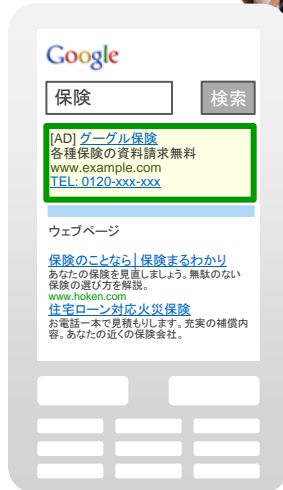 Google
保険 検索
[AD] グーグル保険
各種保険の資料請求無料
www.example.com
TEL: 0120-xxx-xxx
ウェブページ
保険のことなら│保険まるわかり
あなたの保険を見直しましょう。無駄のない
保険の選び方を解説。
www.hoken.com
住宅ローン対応火災保険
お電話一本で見積もりします。充実の補償内
容。あなたの近くの保険会社。